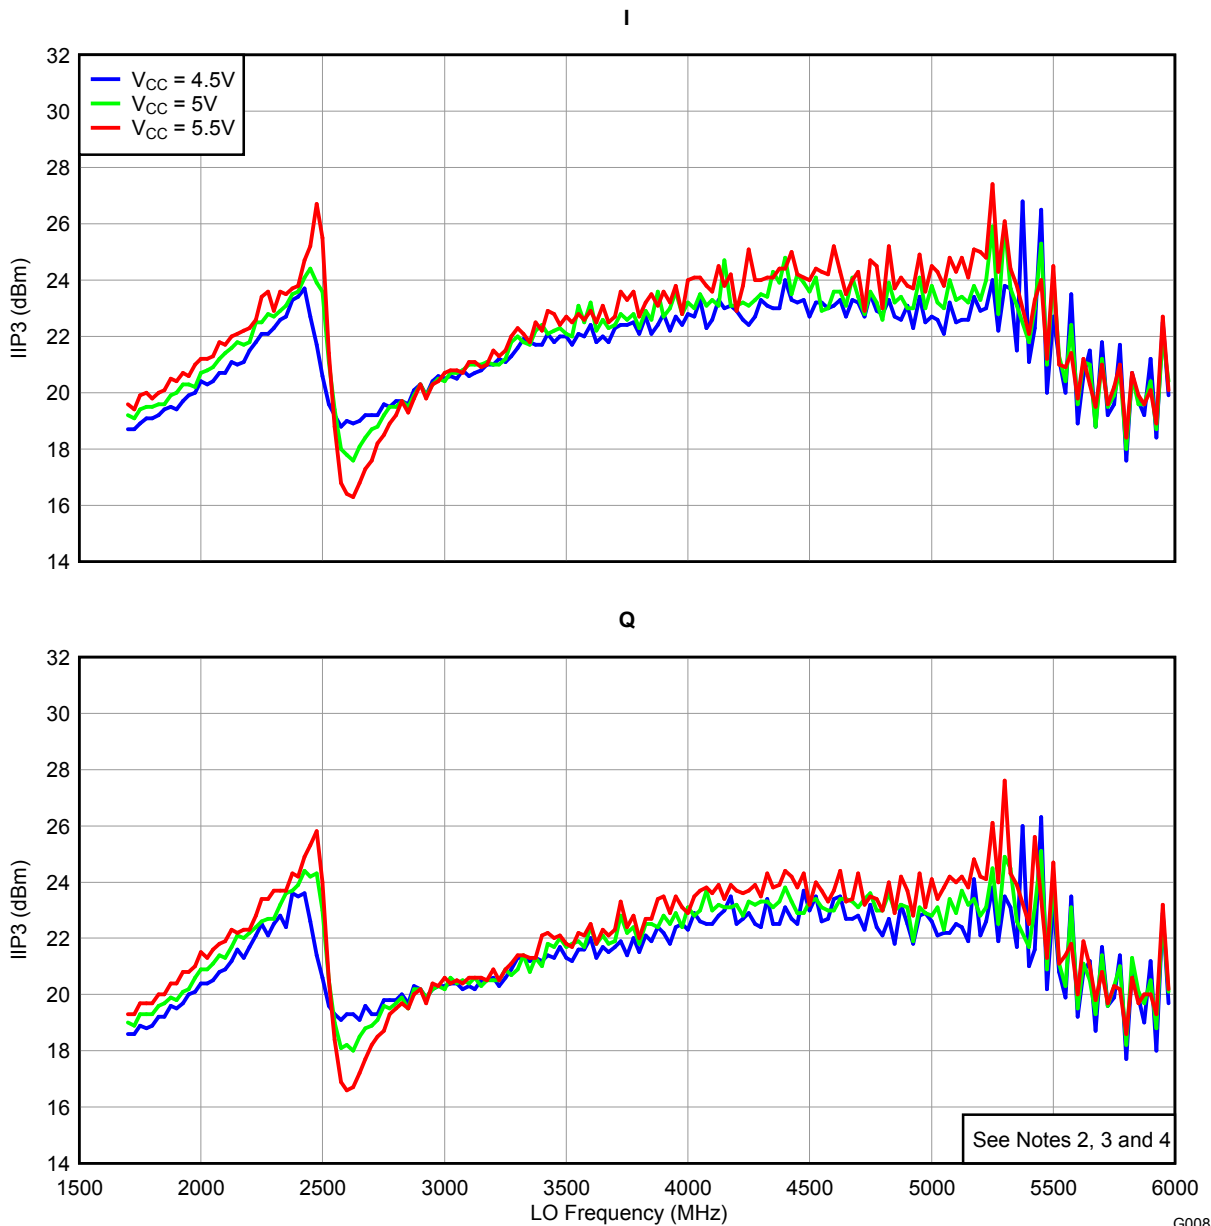 I
32
30
28
26
24
22
20
18
16
14
IIP3 (dBm)
VCC = 4.5V
VCC = 5V
VCC = 5.5V
Q
32
30
28
26
24
22
20
18
16
14
IIP3 (dBm)
See Notes 2, 3 and 4
1500 2000 2500 3000 3500 4000 4500 5000 5500 6000
LO Frequency (MHz)
G008